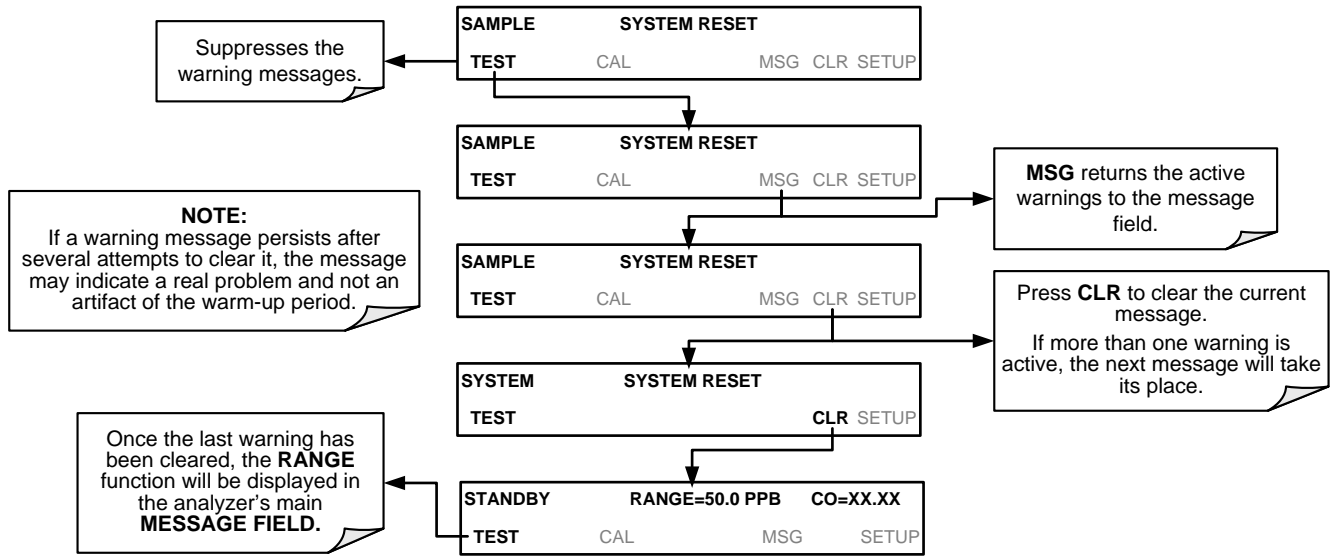 Suppresses the
warning messages.
SAMPLE SYSTEM RESET
TEST CAL MSG CLR SETUP
SAMPLE SYSTEM RESET
TEST CAL MSG CLR SETUP
MSG returns the active
warnings to the message
field.
NOTE:
If a warning message persists after
several attempts to clear it, the message
may indicate a real problem and not an
artifact of the warm-up period.
SAMPLE SYSTEM RESET
TEST CAL MSG CLR SETUP
Press CLR to clear the current
message.
If more than one warning is
active, the next message will take
its place.
SYSTEM SYSTEM RESET
TEST CLR SETUP
Once the last warning has
been cleared, the RANGE
function will be displayed in
the analyzer's main
MESSAGE FIELD.
STANDBY RANGE=50.0 PPB CO=XX.XX
TEST CAL MSG SETUP